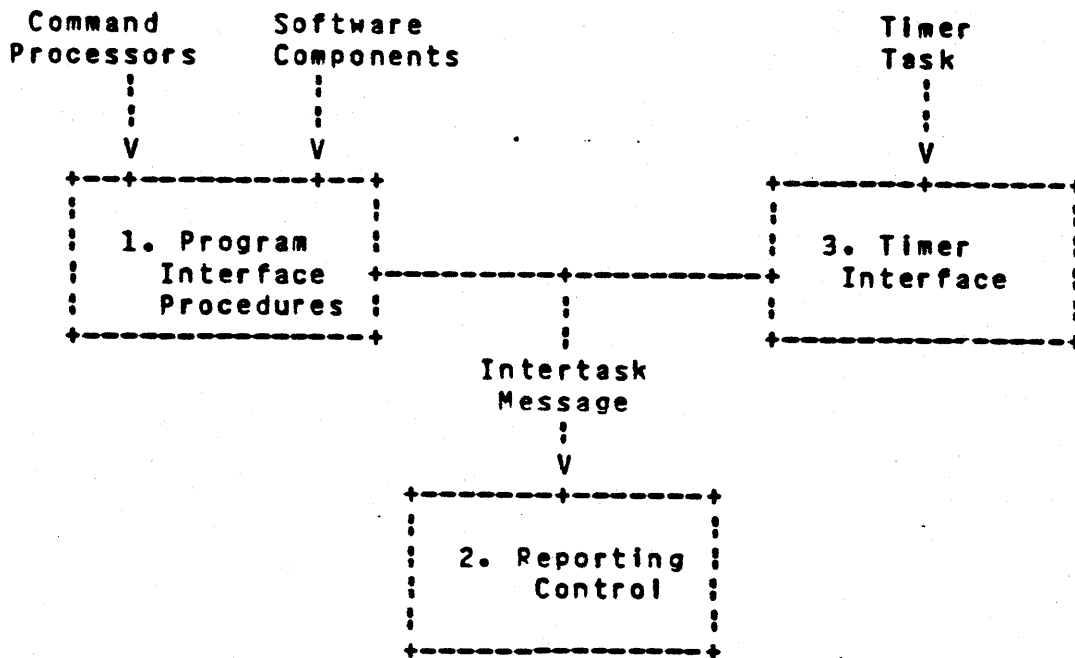 Command Software Timer
Processors Components Task
1. Program 3. Timer
Interface Interface
Procedures
Intertask
Message
2. Reporting
Control